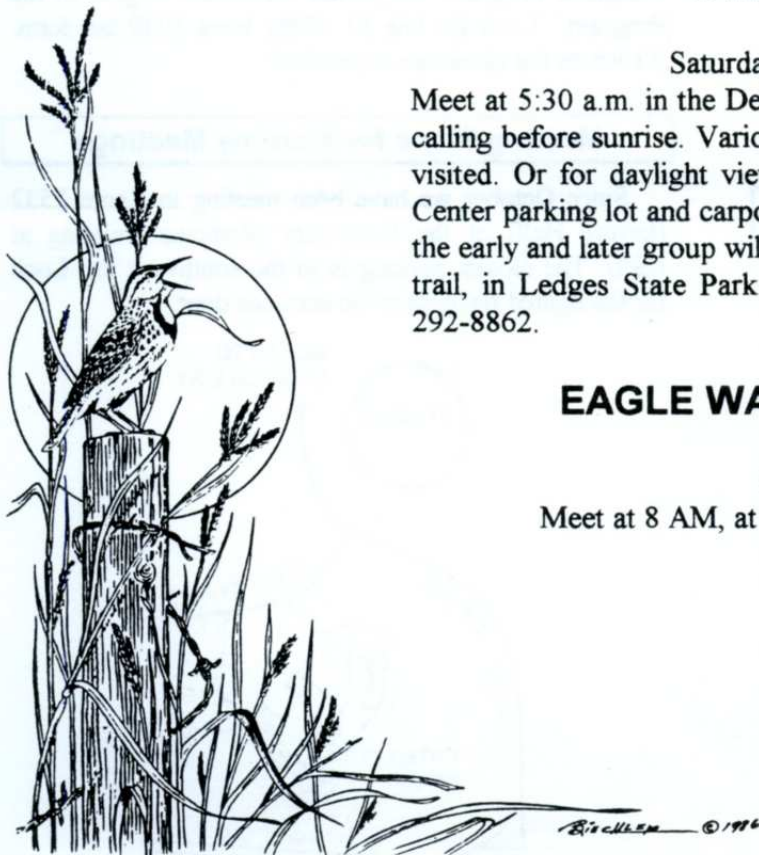 Saturda
Meet at 5:30 a.m. in the De
calling before sunrise. Vario
visited. Or for daylight view
Center parking lot and carpo
the early and later group wil
trail, in Ledges State Park
292-8862.
EAGLE WA
Meet at 8 AM, at
© 1986